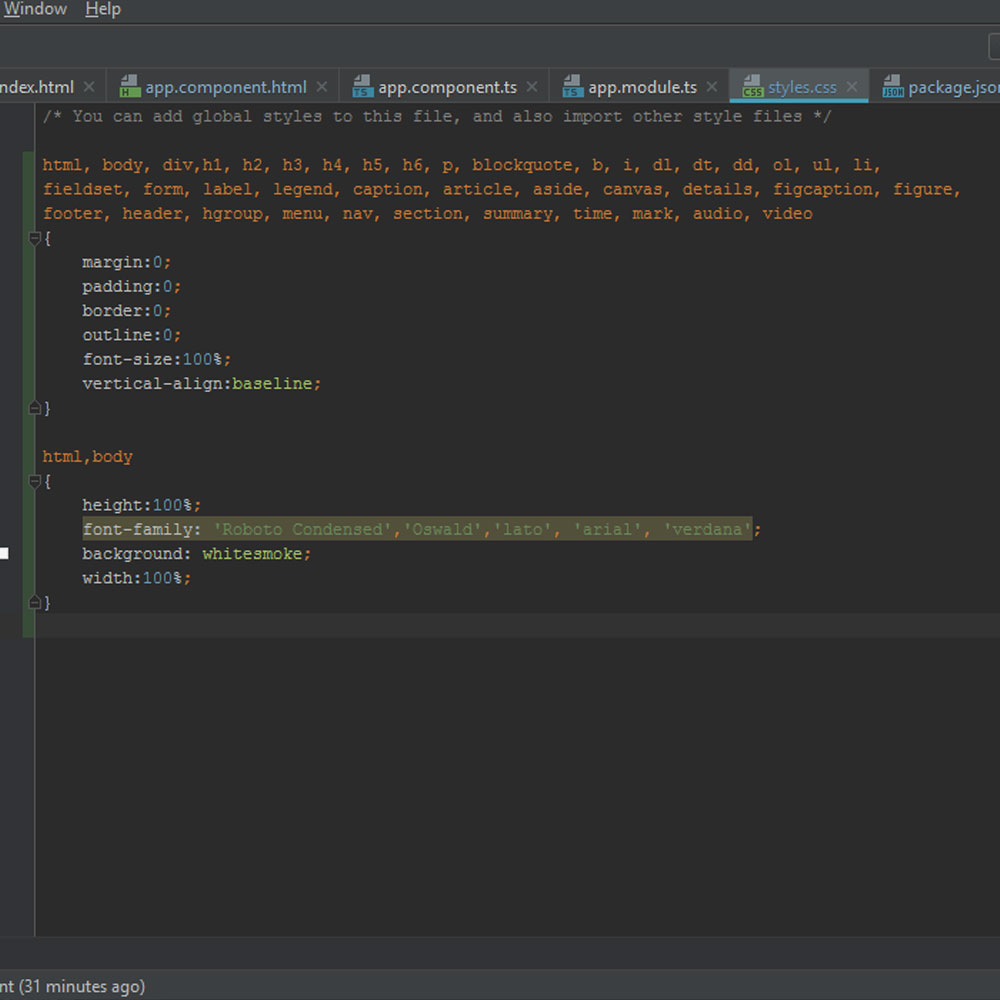 Window Help
ndex.html app.component.html app.component.ts app.module.ts styles.css package.jso
/* You can add global styles to this file, and also import other style files */
html, body, div,h1, h2, h3, h4, h5, h6, p, blockquote, b, i, dl, dt, dd, ol, ul, li,
fieldset, form, label, legend, caption, article, aside, canvas, details, figcaption, figure,
footer, header, hgroup, menu, nav, section, summary, time, mark, audio, video
{
margin:0;
padding:0;
border:0;
outline:0;
font-size:100%;
vertical-align:baseline;
}
html,body
{
height:100%;
font-family: 'Roboto Condensed','Oswald','lato', 'arial', 'verdana';
background: whitesmoke;
width:100%;
}
nt (31 minutes ago)